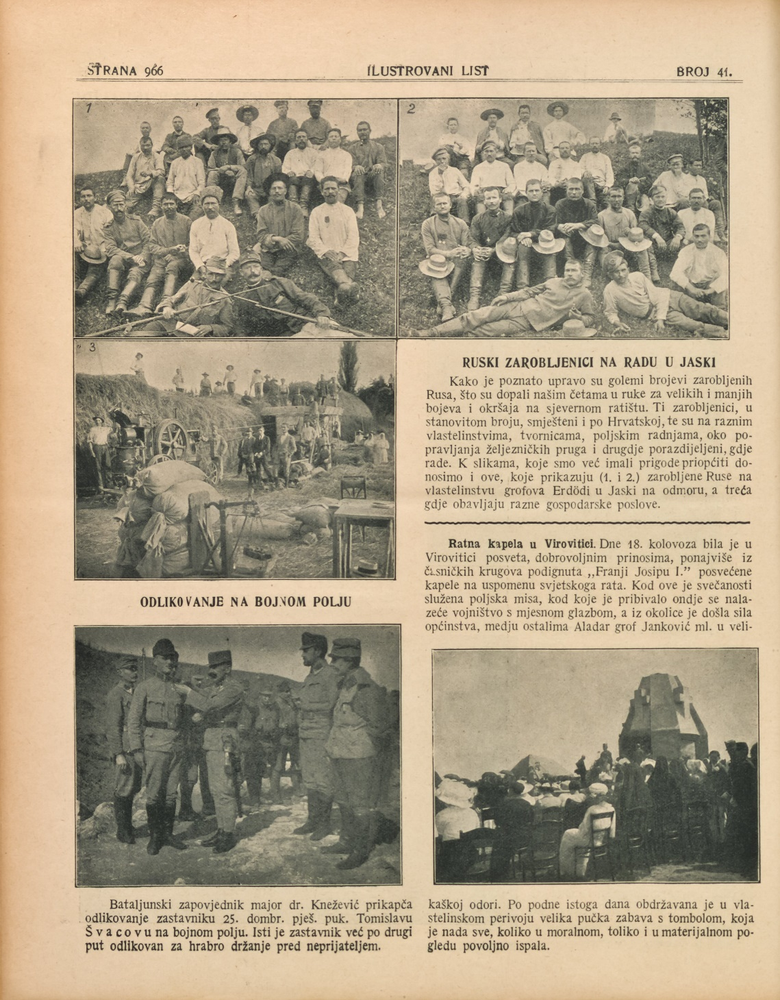 STRANA 966
ILUSTROVANI LIST
BROJ 41.
1
2
3
RUSKI ZAROBLJENICI NA RADU U JASKI
Kako je poznato upravo su golemi brojevi zarobljenih
Rusa, što su dopali našim četama u ruke za velikih i manjih
bojeva i okršaja na sjevernom ratištu. Ti zarobljenici, u
stanovitom broju, smješteni i po Hrvatskoj, te su na raznim
vlastelinstvima, tvornicama, poljskim radnjama, oko po-
pravljanja željezničkih pruga i drugdje porazdijeljeni, gdje
rade. K slikama, koje smo već imali prigode priopćiti do-
nosimo i ove, koje prikazuju (1. i 2.) zarobljene Ruse na
vlastelinstvu grofova Erdödi u Jaski na odmoru, a treća
gdje obavljaju razne gospodarske poslove.
Ratna kapela u Virovitici. Dne 18. kolovoza bila je u
Virovitici posveta, dobrovoljnim prinosima, ponajviše iz
časničkih krugova podignuta „Franji Josipu I.” posvećene
kapele na uspomenu svjetskoga rata. Kod ove je svečanosti
služena poljska misa, kod koje je pribivalo ondje se nala-
zeće vojništvo s mjesnom glazbom, a iz okolice je došla sila
općinstva, medju ostalima Aladar grof Janković ml. u veli-
ODLIKOVANJE NA BOJNOM POLJU
Bataljunski zapovjednik major dr. Knežević prikapča
odlikovanje zastavniku 25. dombr. pješ. puk. Tomislavu
Švacovu na bojnom polju. Isti je zastavnik već po drugi
put odlikovan za hrabro držanje pred neprijateljem.
kaškoj odori. Po podne istoga dana obdržavana je u vla-
stelinskom perivoju velika pučka zabava s tombolom, koja
je nada sve, koliko u moralnom, toliko i u materijalnom po-
gledu povoljno ispala.